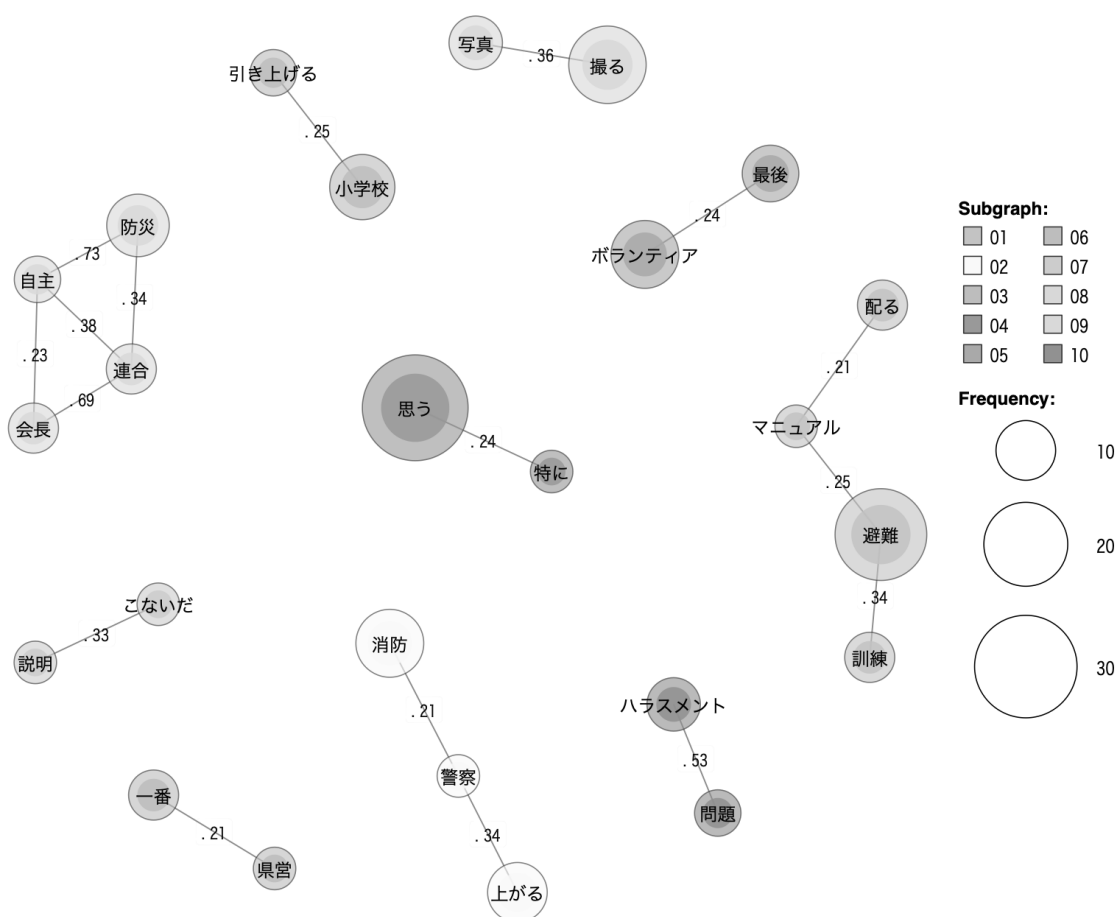 写真
.36
撮る
引き上げる
.25
小学校
最後
.24
ボランティア
防災
.73
自主
.34
.38
.23
連合
.69
会長
配る
.21
マニュアル
.25
避難
.34
訓練
思う
.24
特に
こないだ
.33
説明
消防
.21
警察
.34
上がる
ハラスメント
.53
問題
一番
.21
県営
Subgraph:
01 06
02 07
03 08
04 09
05 10
Frequency:
10
20
30